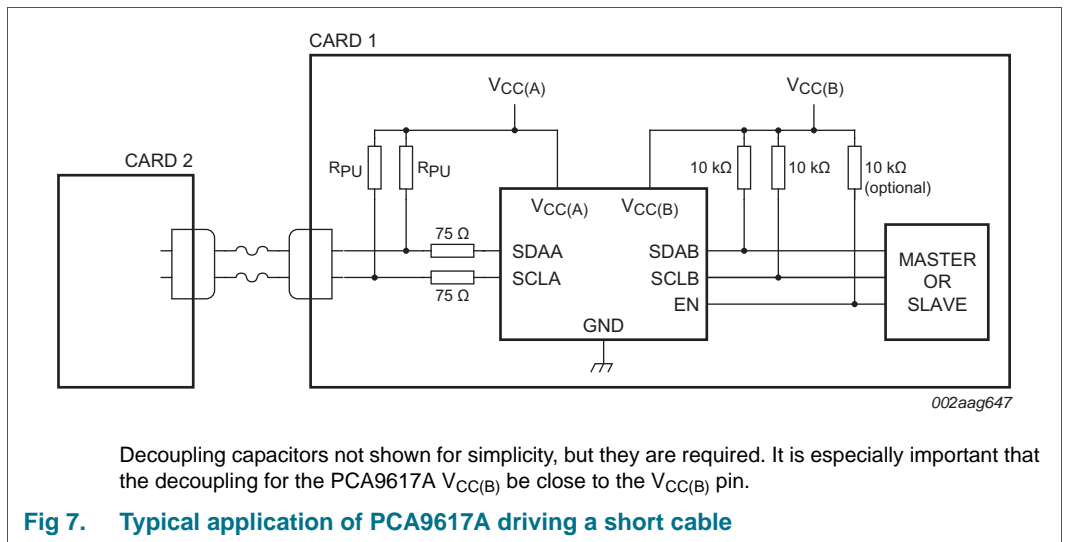 CARD 1
VCC(A)
VCC(B)
CARD 2
RPU
RPU
10 kΩ
10 kΩ
10 kΩ
(optional)
VCC(A)
VCC(B)
75 Ω
SDAA
SDAB
MASTER
OR
SLAVE
SCLA
SCLB
75 Ω
EN
GND
002aag647
Decoupling capacitors not shown for simplicity, but they are required. It is especially important that
the decoupling for the PCA9617A VCC(B) be close to the VCC(B) pin.
Fig 7. Typical application of PCA9617A driving a short cable